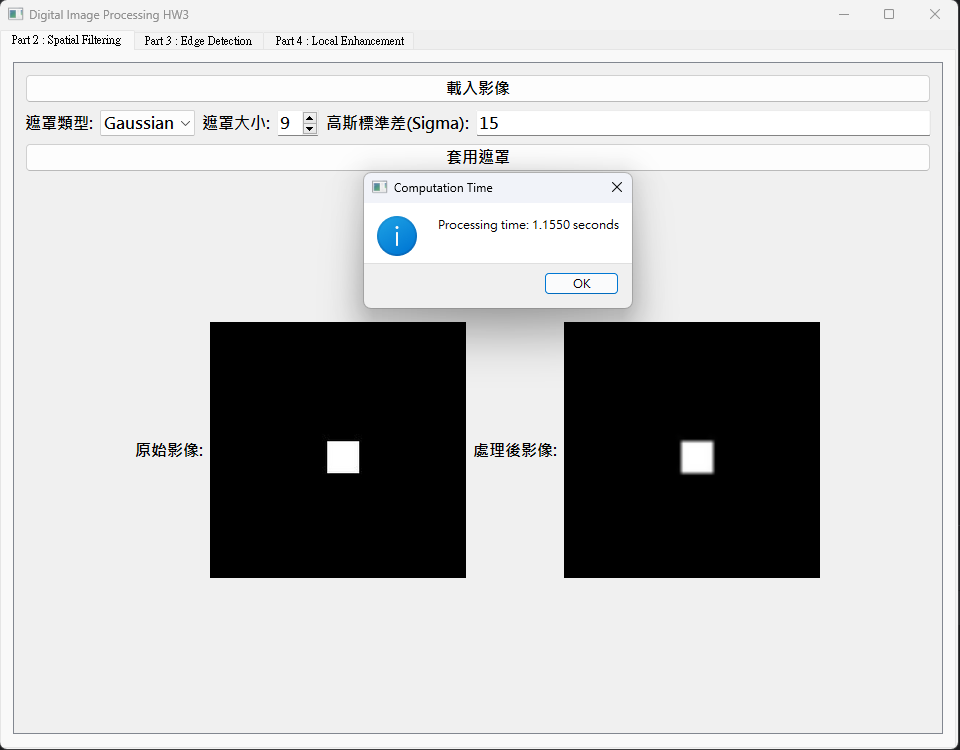 Digital Image Processing HW3
Part 2 : Spatial Filtering Part 3 : Edge Detection Part 4 : Local Enhancement
載入影像
遮罩類型: Gaussian 遮罩大小: 9 高斯標準差(Sigma): 15
套用遮罩
Computation Time
Processing time: 1.1550 seconds
OK
原始影像: 處理後影像: